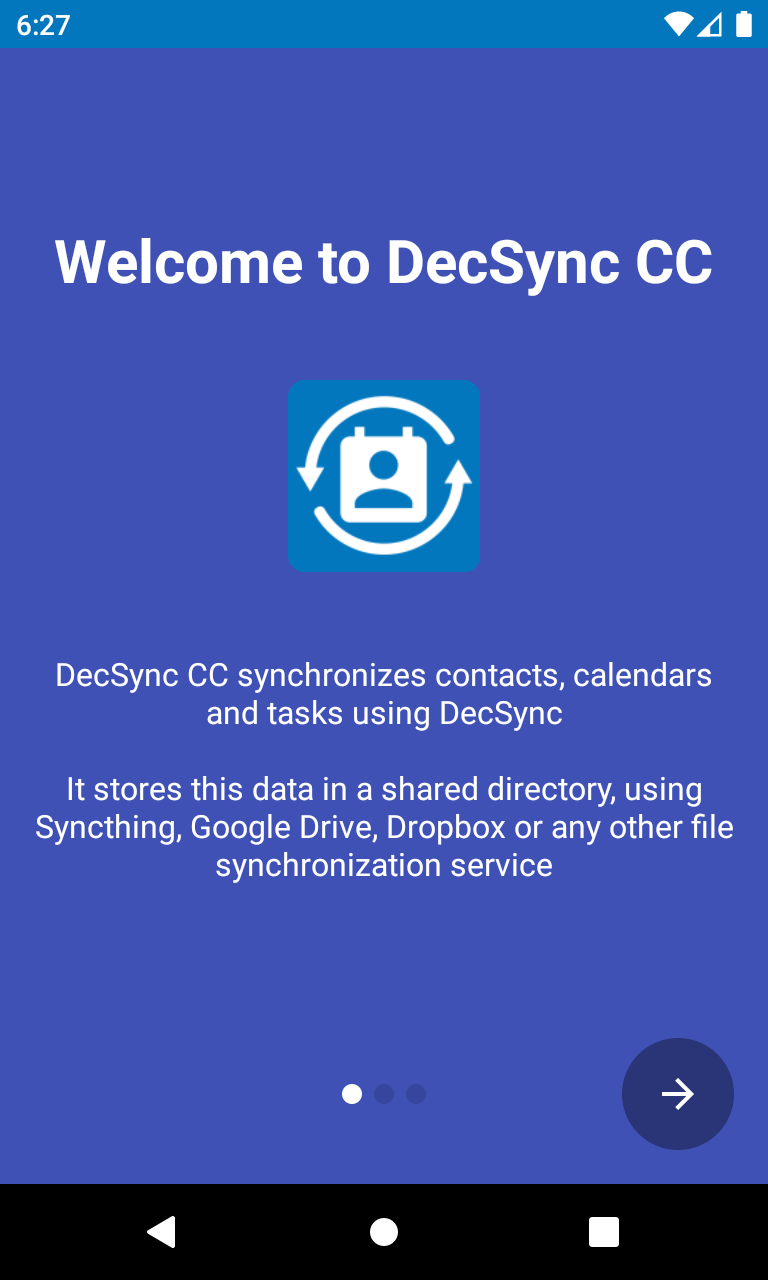 6:27
Welcome to DecSync CC
DecSync CC synchronizes contacts, calendars
and tasks using DecSync
It stores this data in a shared directory, using
Syncthing, Google Drive, Dropbox or any other file
synchronization service